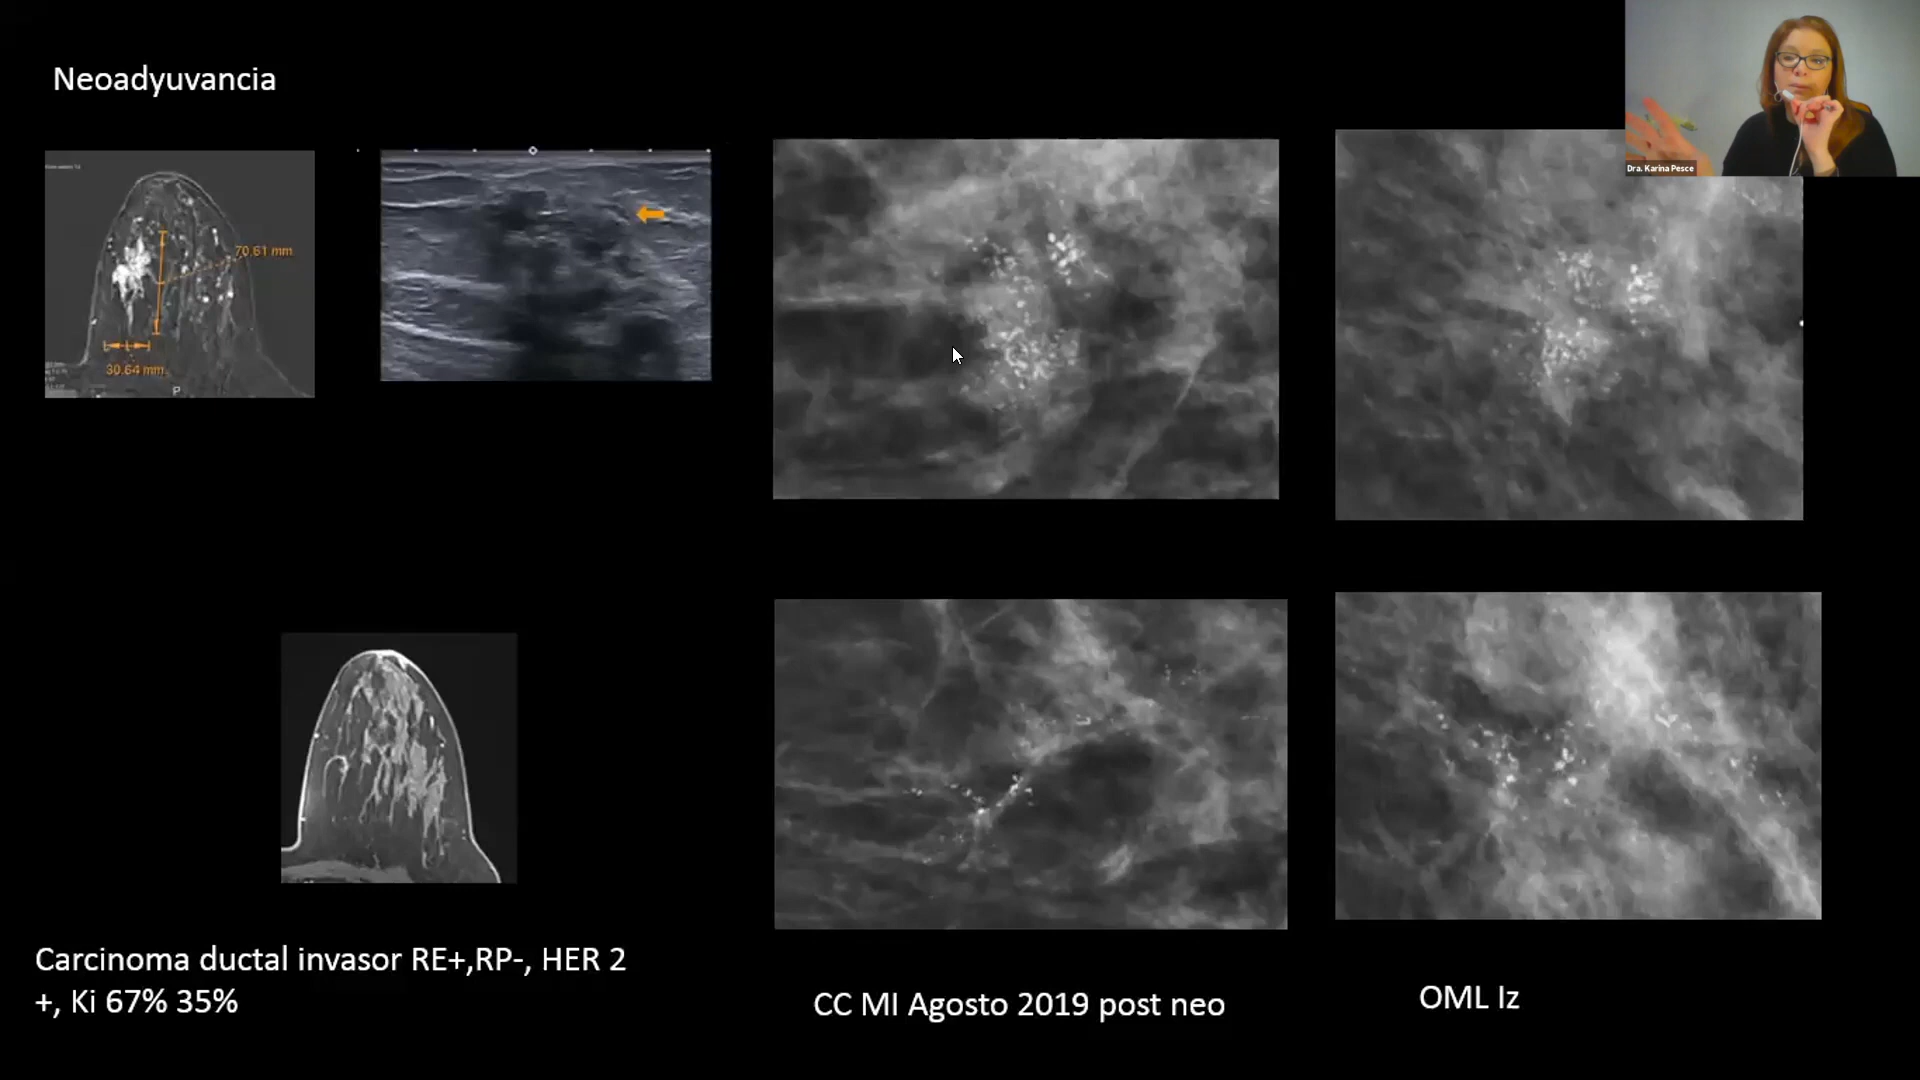 Neoadyuvancia
Dra. Karina Pesce
70.61 mm
30.64 mm
Carcinoma ductal invasor RE+,RP-, HER 2
+, Ki 67% 35%
CC MI Agosto 2019 post neo
OML Iz